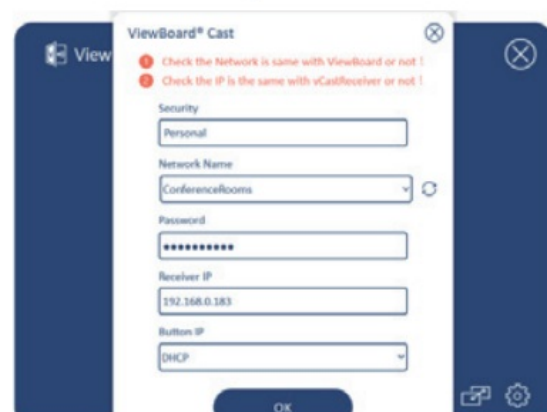 ViewBoard® Cast
View
1 Check the Network is same with ViewBoard or not !
2 Check the IP is the same with vCastReceiver or not !
Security
Personal
Network Name
ConferenceRooms
Password
••••••••••
Receiver IP
192.168.0.183
Button IP
DHCP
OK